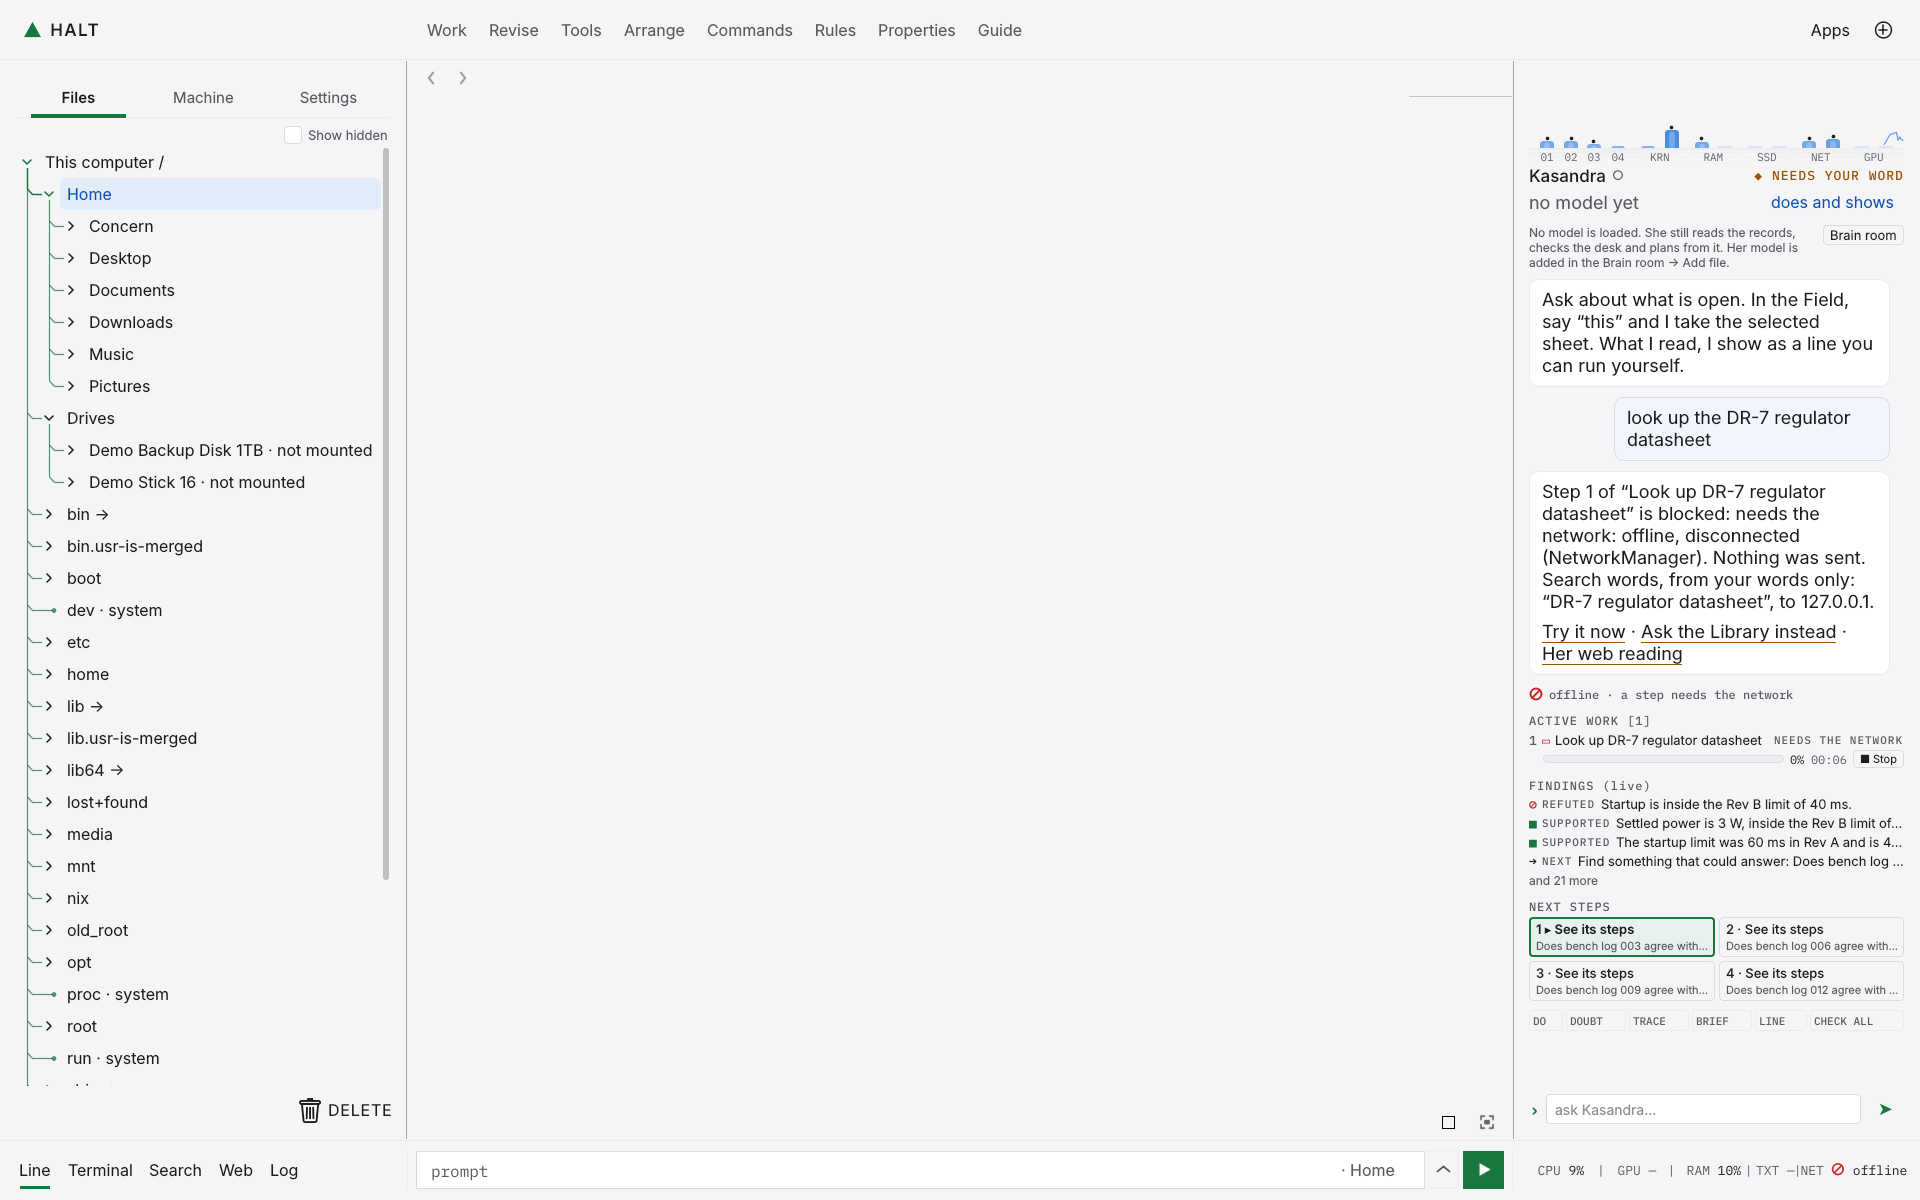 HALT
Work Revise Tools Arrange Commands Rules Properties Guide
Apps
Files Machine Settings
Show hidden
This computer /
Home
Concern
Desktop
Documents
Downloads
Music
Pictures
Drives
Demo Backup Disk 1TB · not mounted
Demo Stick 16 · not mounted
bin →
bin.usr-is-merged
boot
dev · system
etc
home
lib →
lib.usr-is-merged
lib64 →
lost+found
media
mnt
nix
old_root
opt
proc · system
root
run · system
DELETE
01 02 03 04 KRN RAM SSD NET GPU
Kasandra
◆ NEEDS YOUR WORD
no model yet
does and shows
No model is loaded. She still reads the records,
checks the desk and plans from it. Her model is
added in the Brain room → Add file.
Brain room
Ask about what is open. In the Field,
say “this” and I take the selected
sheet. What I read, I show as a line you
can run yourself.
look up the DR-7 regulator
datasheet
Step 1 of “Look up DR-7 regulator
datasheet” is blocked: needs the
network: offline, disconnected
(NetworkManager). Nothing was sent.
Search words, from your words only:
“DR-7 regulator datasheet”, to 127.0.0.1.
Try it now · Ask the Library instead ·
Her web reading
offline · a step needs the network
ACTIVE WORK [1]
1 Look up DR-7 regulator datasheet NEEDS THE NETWORK
0% 00:06 Stop
FINDINGS (live)
REFUTED Startup is inside the Rev B limit of 40 ms.
SUPPORTED Settled power is 3 W, inside the Rev B limit of…
SUPPORTED The startup limit was 60 ms in Rev A and is 4…
→ NEXT Find something that could answer: Does bench log …
and 21 more
NEXT STEPS
1 ▸ See its steps
Does bench log 003 agree with…
2 · See its steps
Does bench log 006 agree with…
3 · See its steps
Does bench log 009 agree with…
4 · See its steps
Does bench log 012 agree with …
DO DOUBT TRACE BRIEF LINE CHECK ALL
ask Kasandra…
Line Terminal Search Web Log
prompt
· Home
CPU 9% | GPU — | RAM 10% | TXT —|NET offline